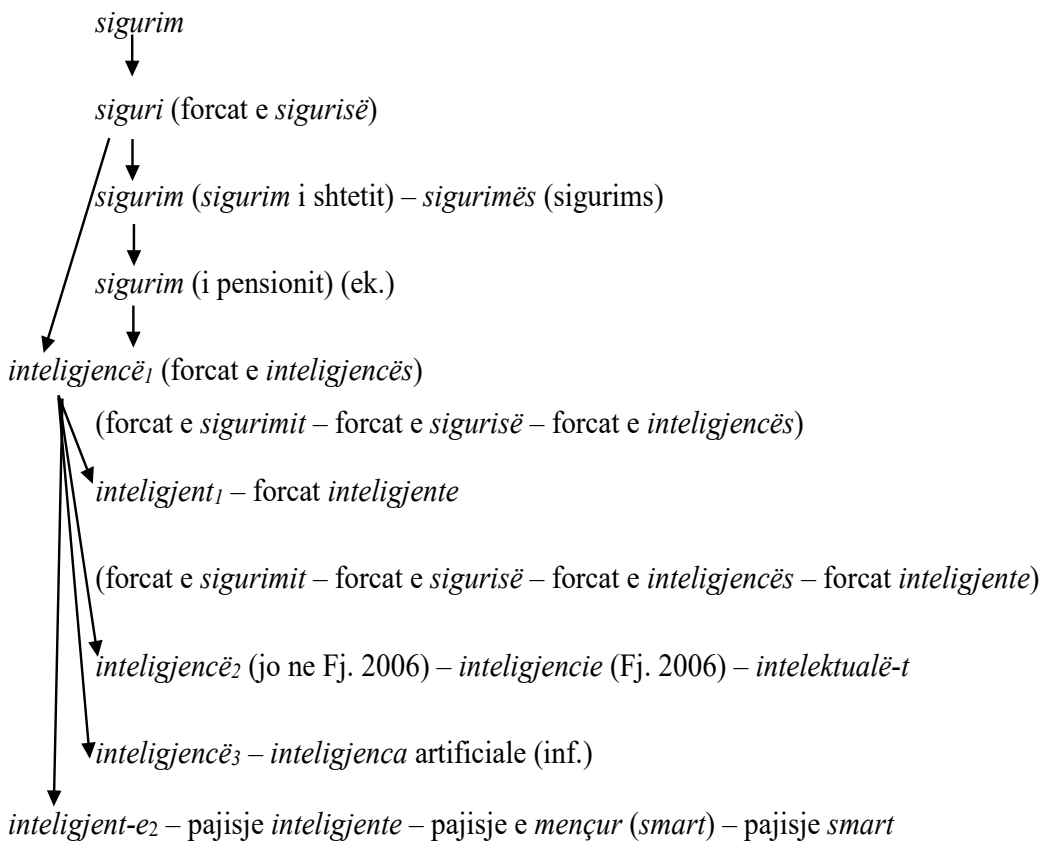 sigurim
siguri (forcat e sigurisë)
sigurim (sigurim i shtetit) – sigurimës (sigurims)
sigurim (i pensionit) (ek.)
inteligjencë1 (forcat e inteligjencës)
(forcat e sigurimit – forcat e sigurisë – forcat e inteligjencës)
inteligjent1 – forcat inteligjente
(forcat e sigurimit – forcat e sigurisë – forcat e inteligjencës – forcat inteligjente)
inteligjencë2 (jo ne Fj. 2006) – inteligjencie (Fj. 2006) – intelektualë-t
inteligjencë3 – inteligjenca artificiale (inf.)
inteligjent-e2 – pajisje inteligjente – pajisje e mençur (smart) – pajisje smart